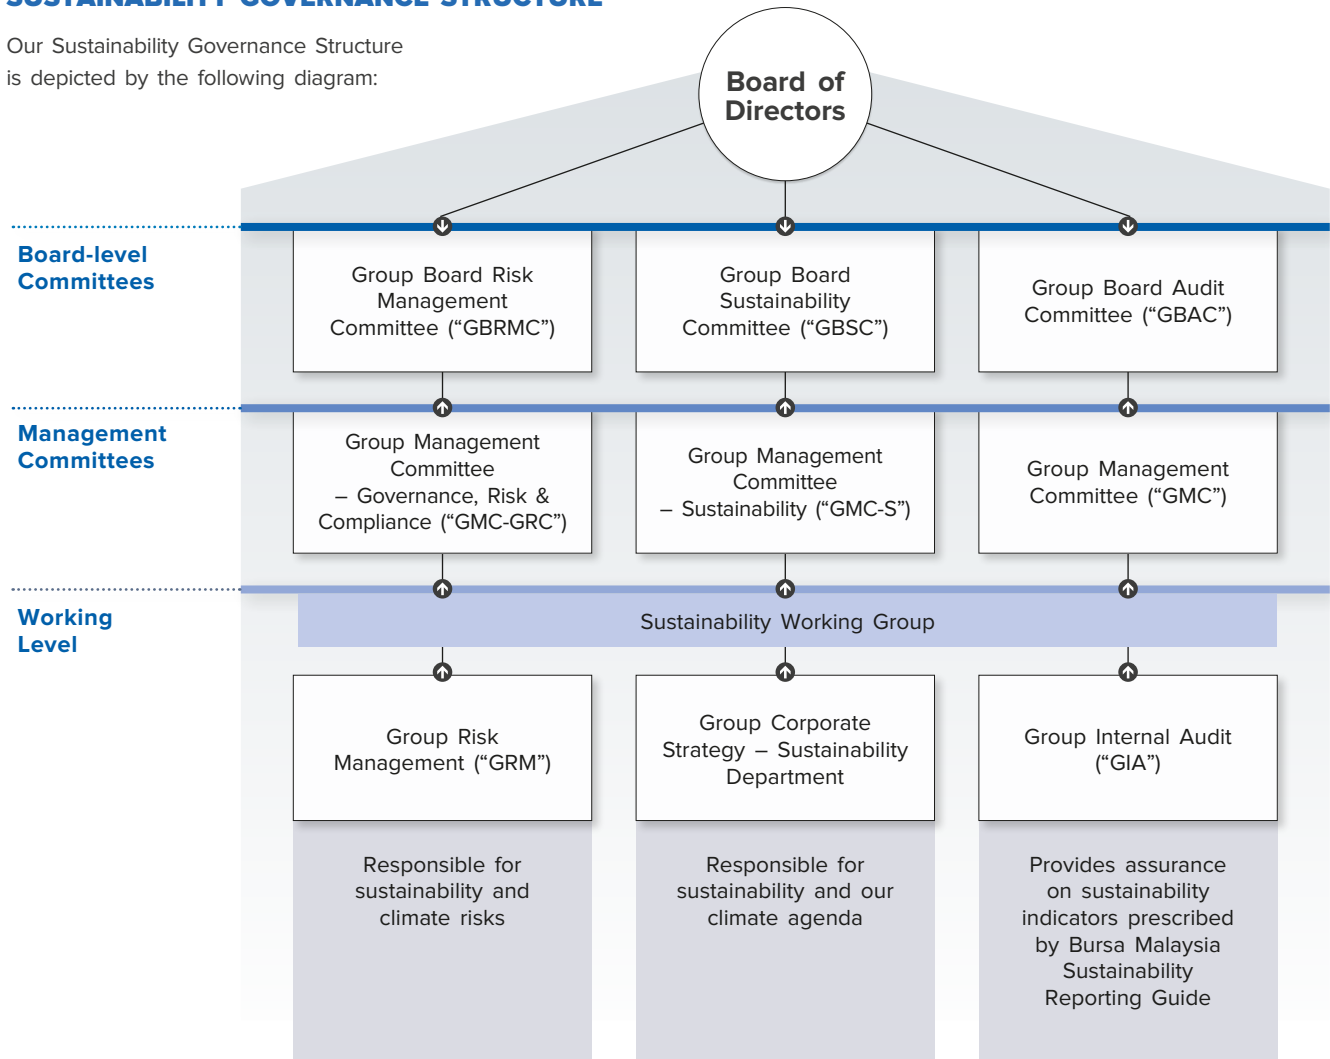 SUSTAINABILITY GOVERNANCE STRUCTURE
Our Sustainability Governance Structure
is depicted by the following diagram:
Board of
Directors
Board-level
Committees
Group Board Risk
Management
Committee (“GBRMC”)
Group Board
Sustainability
Committee (“GBSC”)
Group Board Audit
Committee (“GBAC”)
Management
Committees
Group Management
Committee
– Governance, Risk &
Compliance (“GMC-GRC”)
Group Management
Committee
– Sustainability (“GMC-S”)
Group Management
Committee (“GMC”)
Working
Level
Sustainability Working Group
Group Risk
Management (“GRM”)
Group Corporate
Strategy – Sustainability
Department
Group Internal Audit
(“GIA”)
Responsible for
sustainability and
climate risks
Responsible for
sustainability and our
climate agenda
Provides assurance
on sustainability
indicators prescribed
by Bursa Malaysia
Sustainability
Reporting Guide